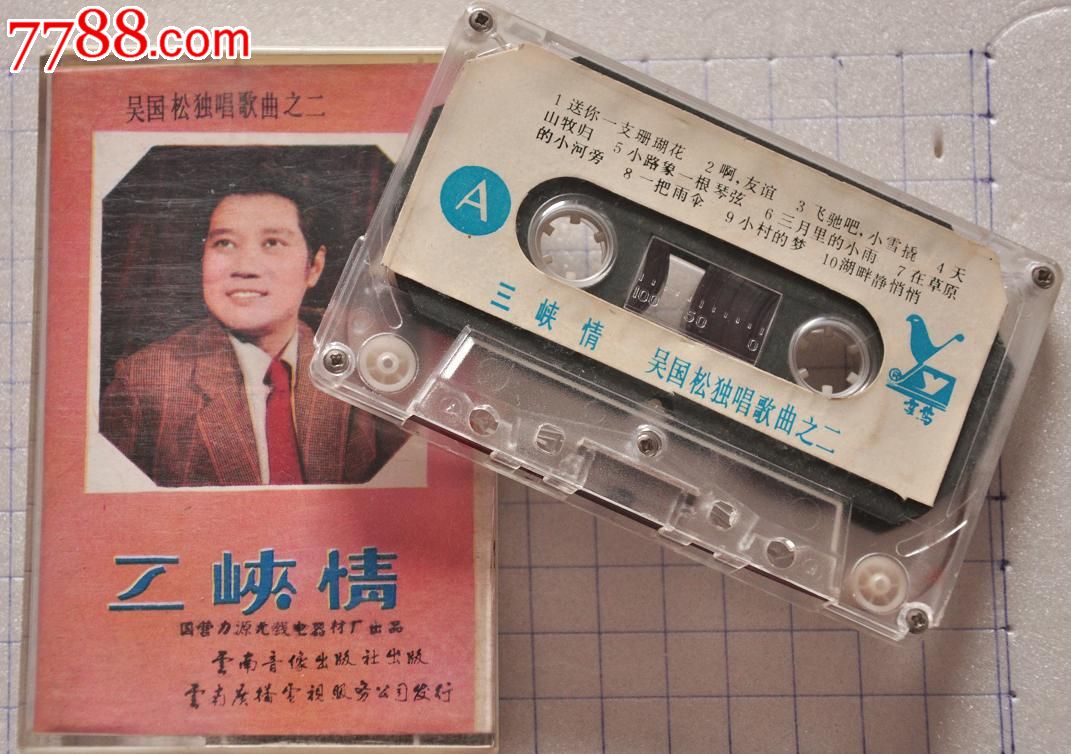 7788.com
吴国松独唱歌曲之二
三峡情
国营力源无线电器材厂出品
雲南音像出版社出版
雲南廣播電視服务公司发行
A
1 送你一支珊瑚花 2 啊,友谊 3 飞驰吧,小雪撬 4 天
山牧归 5 小路象一根琴弦 6 三月里的小雨 7 在草原
的小河旁 8 一把雨伞 9 小村的梦 10 湖畔静悄悄
100 50 0
三峡情 吴国松独唱歌曲之二